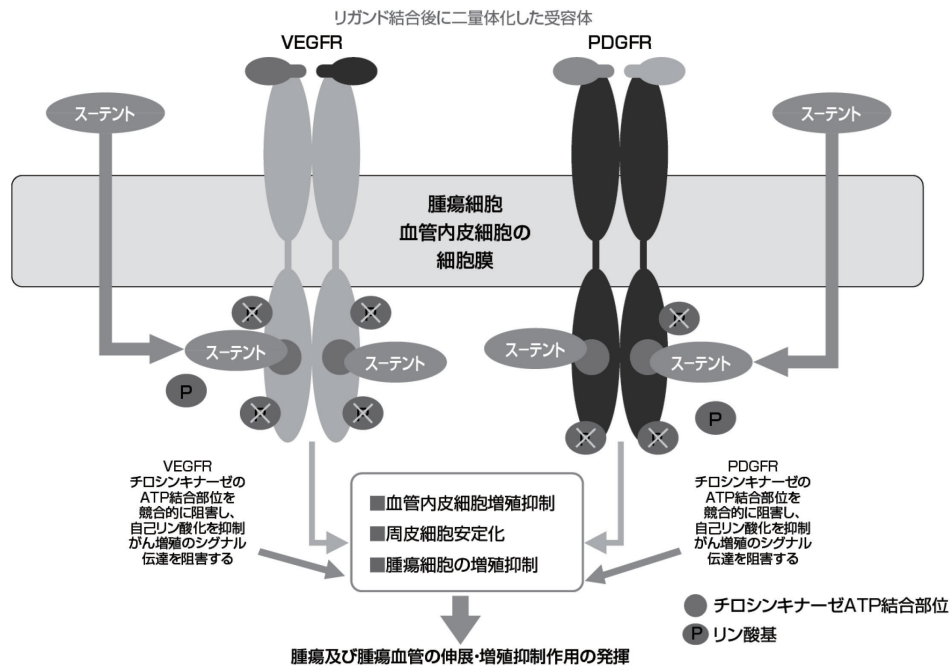 リガンド結合後に二量体化した受容体
VEGFR
PDGFR
スーテント
スーテント
腫瘍細胞
血管内皮細胞の
細胞膜
P
P
P
スーテント
スーテント
スーテント
スーテント
P
P
P
P
P
P
VEGFR
チロシンキナーゼの
ATP結合部位を
競合的に阻害し、
自己リン酸化を抑制
がん増殖のシグナル
伝達を阻害する
■血管内皮細胞増殖抑制
■周皮細胞安定化
■腫瘍細胞の増殖抑制
PDGFR
チロシンキナーゼの
ATP結合部位を
競合的に阻害し、
自己リン酸化を抑制
がん増殖のシグナル
伝達を阻害する
チロシンキナーゼATP結合部位
P リン酸基
腫瘍及び腫瘍血管の伸展・増殖抑制作用の発揮